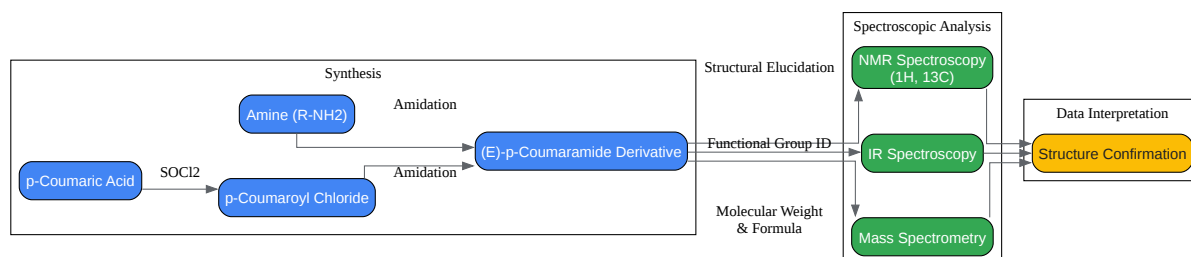 Spectroscopic Analysis
NMR Spectroscopy
(1H, 13C)
Structural Elucidation
Synthesis
Amidation
Amine (R-NH2)
Data Interpretation
Functional Group ID
(E)-p-Coumaramide Derivative
IR Spectroscopy
Structure Confirmation
SOCl2
Amidation
p-Coumaric Acid
p-Coumaroyl Chloride
Molecular Weight
& Formula
Mass Spectrometry